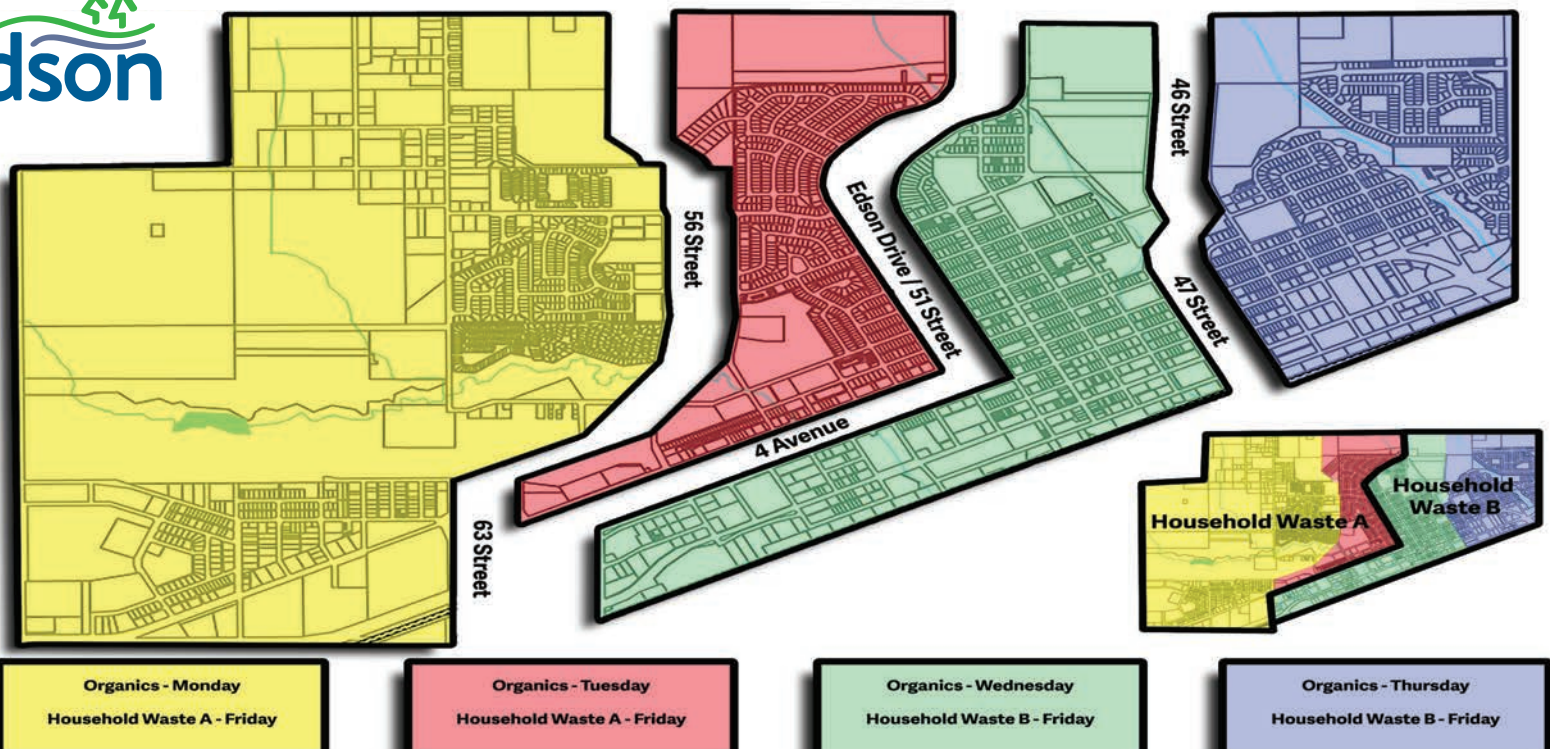 dson
56 Street
Edson Drive / 51 Street
46 Street
47 Street
4 Avenue
63 Street
Household Waste A
Household
Waste B
Organics - Monday
Household Waste A - Friday
Organics - Tuesday
Household Waste A - Friday
Organics - Wednesday
Household Waste B - Friday
Organics - Thursday
Household Waste B - Friday